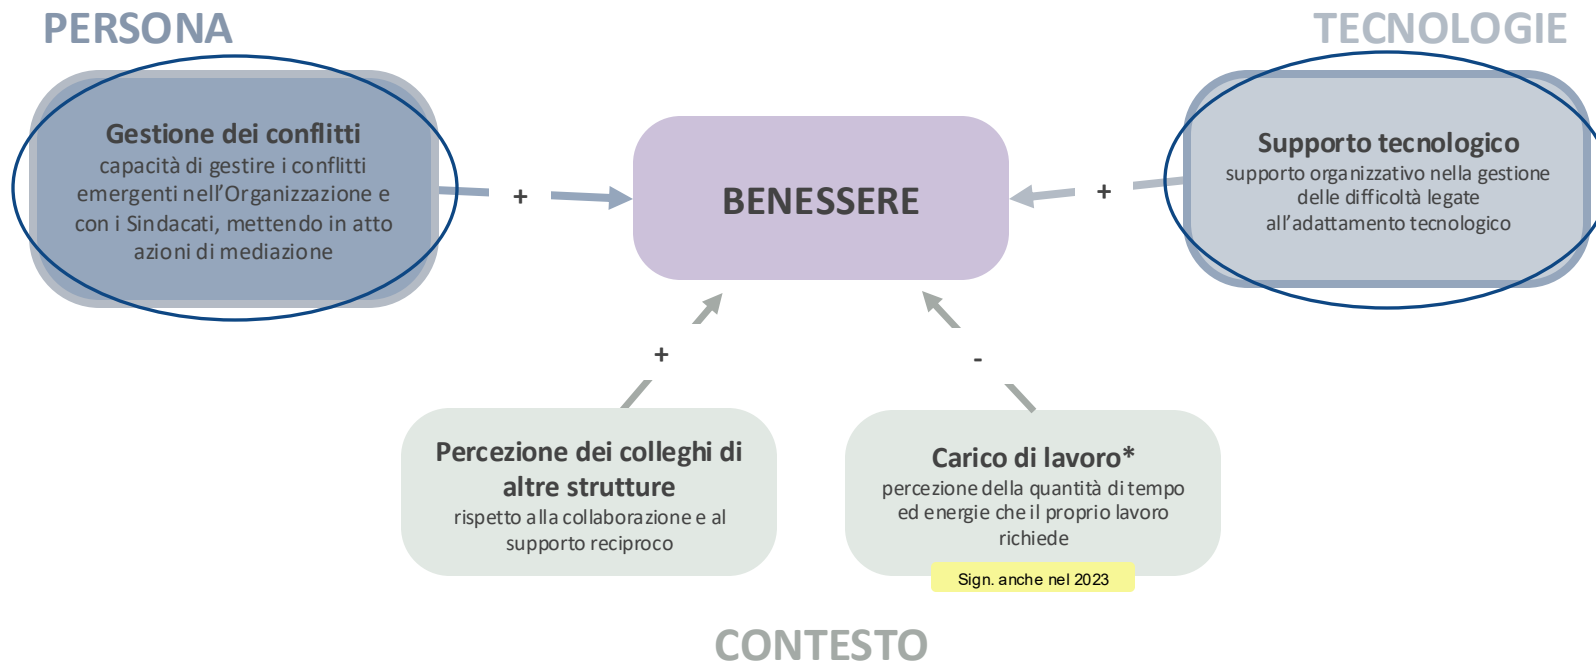 PERSONA
TECNOLOGIE
Gestione dei conflitti
capacità di gestire i conflitti
emergenti nell'Organizzazione e
con i Sindacati, mettendo in atto
azioni di mediazione
+
BENESSERE
+
Supporto tecnologico
supporto organizzativo nella gestione
delle difficoltà legate
all'adattamento tecnologico
+
-
Percezione dei colleghi di
altre strutture
rispetto alla collaborazione e al
supporto reciproco
Carico di lavoro*
percezione della quantità di tempo
ed energie che il proprio lavoro
richiede
Sign. anche nel 2023
CONTESTO